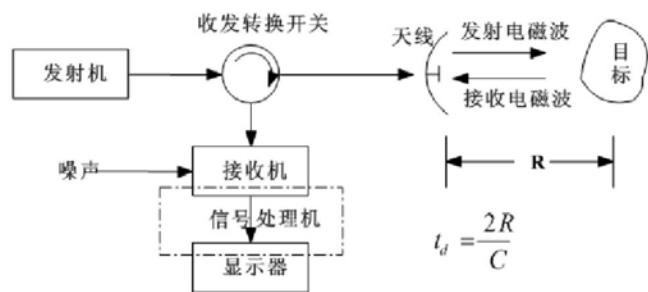 收发转换开关
天线
发射机
发射电磁波
目标
接收电磁波
噪声
接收机
R
信号处理机
显示器
t_d = 2R/C